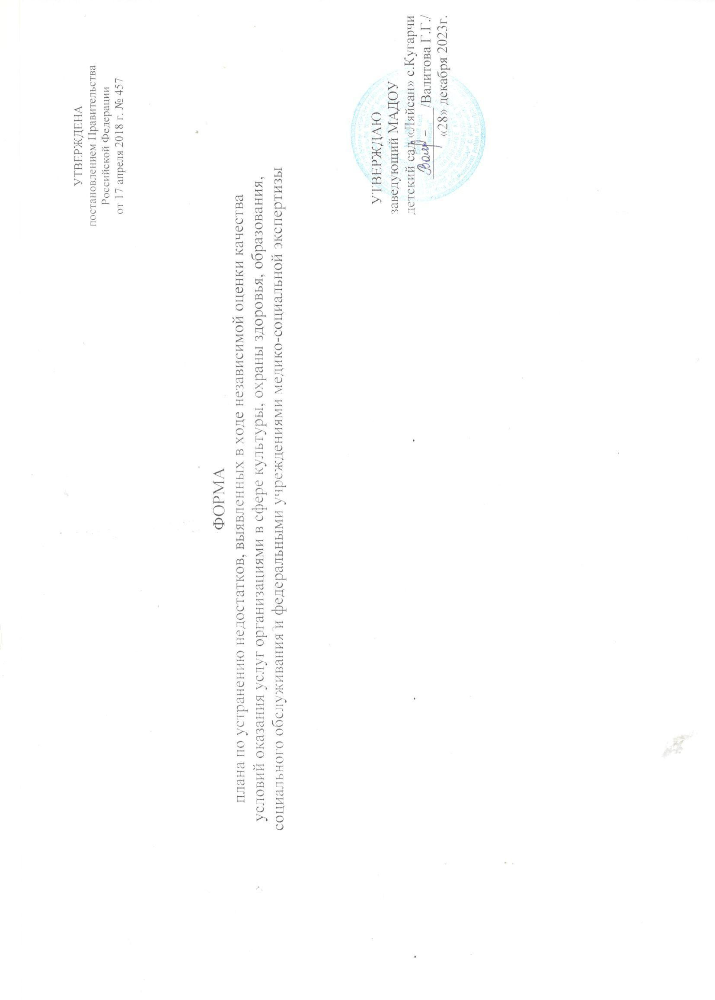 УТВЕРЖДЕНА
постановлением Правительства
Российской Федерации
от 17 апреля 2018 г. № 457
ФОРМА
плана по устранению недостатков, выявленных в ходе независимой оценки качества
условий оказания услуг организациями в сфере культуры, охраны здоровья, образования,
социального обслуживания и федеральными учреждениями медико-социальной экспертизы
УТВЕРЖДАЮ
заведующий МАДОУ
детский сад «Ляйсан» с.Кугарчи
/Валитова Г.Г./
«28» декабря 2023г.